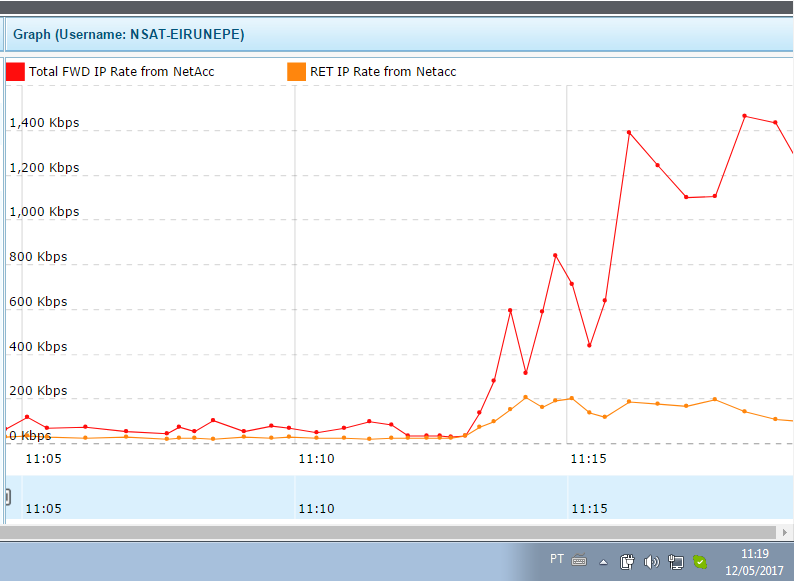 Graph (Username: NSAT-EIRUNEPE)
Total FWD IP Rate from NetAcc
RET IP Rate from Netacc
1,400 Kbps
1,200 Kbps
1,000 Kbps
800 Kbps
600 Kbps
400 Kbps
200 Kbps
0 Kbps
11:05
11:10
11:15
11:05
11:10
11:15
PT
11:19
12/05/2017